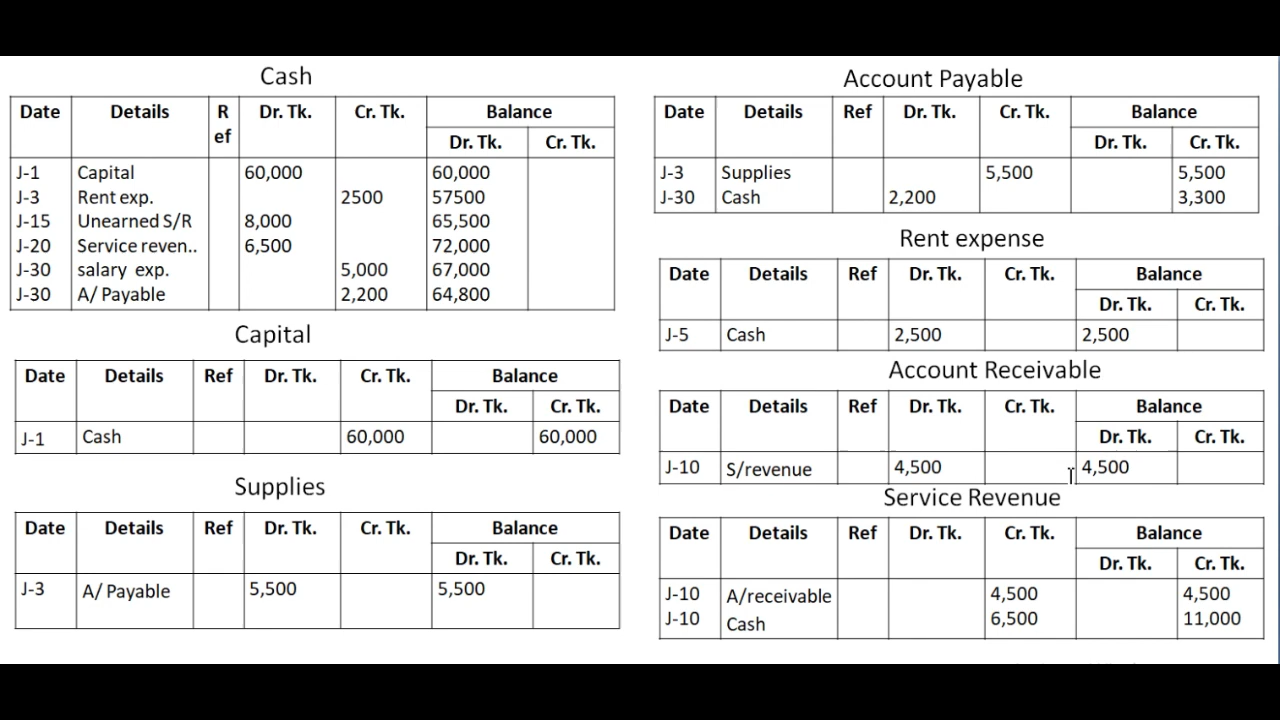 Cash
Date Details R ef Dr. Tk. Cr. Tk. Balance
Dr. Tk. Cr. Tk.
J-1 Capital 60,000 60,000
J-3 Rent exp. 2500 57500
J-15 Unearned S/R 8,000 65,500
J-20 Service reven.. 6,500 72,000
J-30 salary exp. 5,000 67,000
J-30 A/ Payable 2,200 64,800
Capital
Date Details Ref Dr. Tk. Cr. Tk. Balance
Dr. Tk. Cr. Tk.
J-1 Cash 60,000 60,000
Supplies
Date Details Ref Dr. Tk. Cr. Tk. Balance
Dr. Tk. Cr. Tk.
J-3 A/ Payable 5,500 5,500
Account Payable
Date Details Ref Dr. Tk. Cr. Tk. Balance
Dr. Tk. Cr. Tk.
J-3 Supplies 5,500 5,500
J-30 Cash 2,200 3,300
Rent expense
Date Details Ref Dr. Tk. Cr. Tk. Balance
Dr. Tk. Cr. Tk.
J-5 Cash 2,500 2,500
Account Receivable
Date Details Ref Dr. Tk. Cr. Tk. Balance
Dr. Tk. Cr. Tk.
J-10 S/revenue 4,500 4,500
Service Revenue
Date Details Ref Dr. Tk. Cr. Tk. Balance
Dr. Tk. Cr. Tk.
J-10 A/receivable 4,500 4,500
J-10 Cash 6,500 11,000